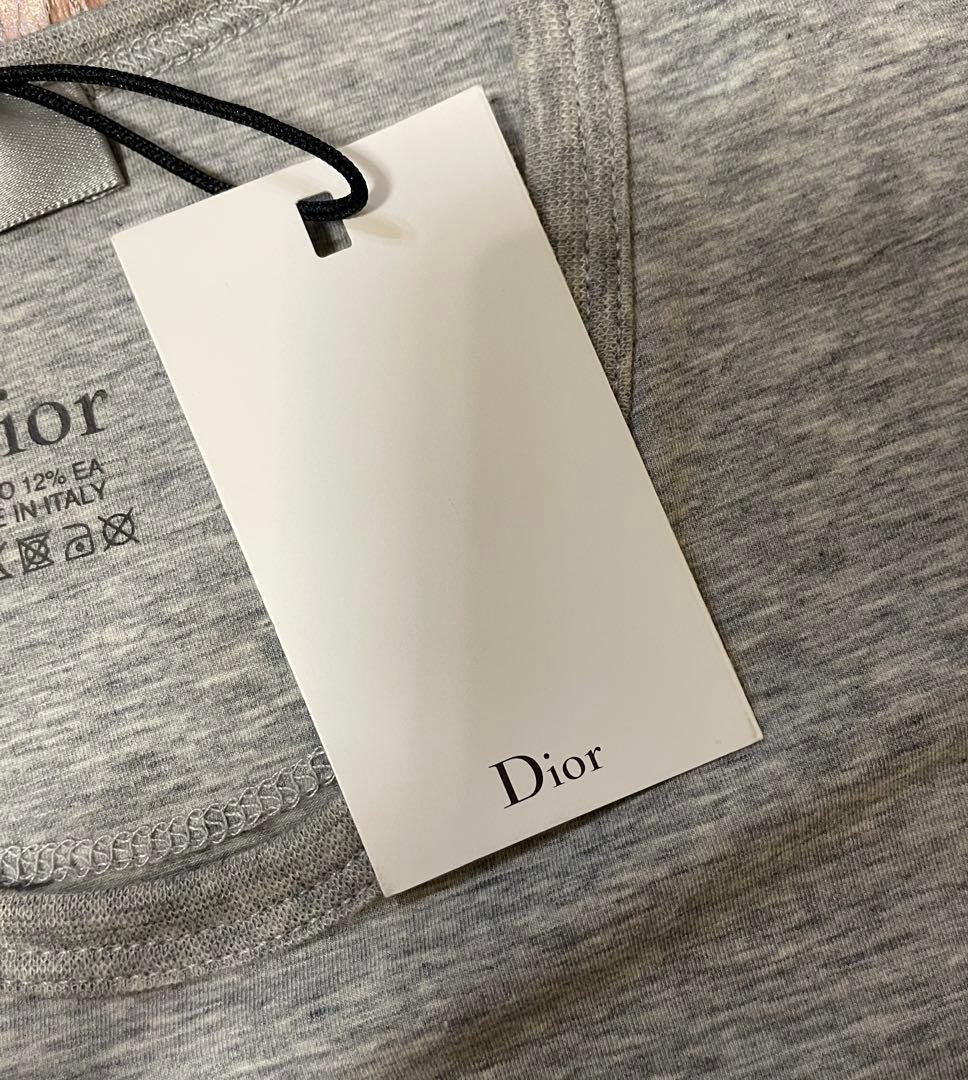 ior
O 12% EA
E IN ITALY
Dior